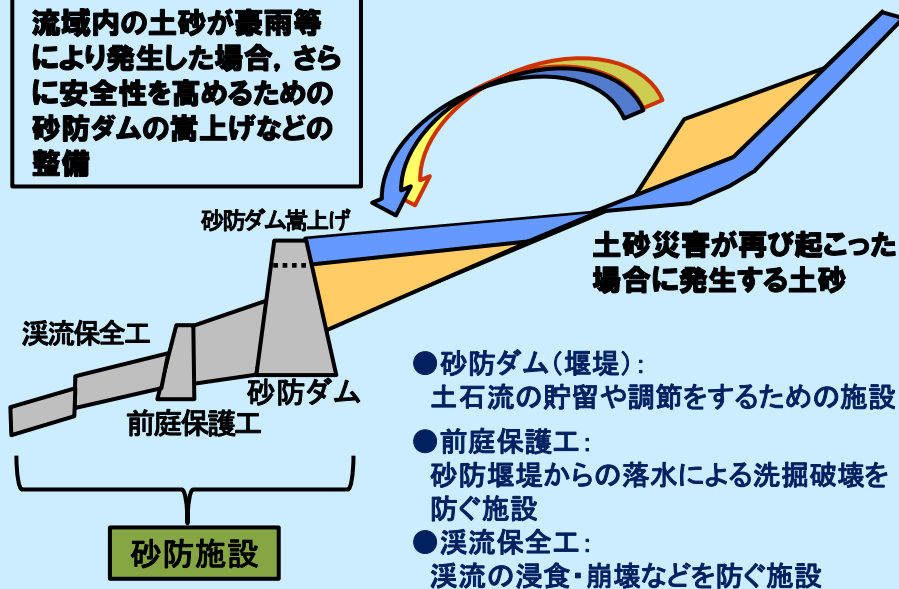 流域内の土砂が豪雨等
により発生した場合，さら
に安全性を高めるための
砂防ダムの嵩上げなどの
整備
砂防ダム嵩上げ
土砂災害が再び起こった
場合に発生する土砂
渓流保全工
砂防ダム
前庭保護工
砂防施設
●砂防ダム（堰堤）：
土石流の貯留や調節をするための施設
●前庭保護工：
砂防堰堤からの落水による洗掘破壊を
防ぐ施設
●渓流保全工：
渓流の浸食・崩壊などを防ぐ施設